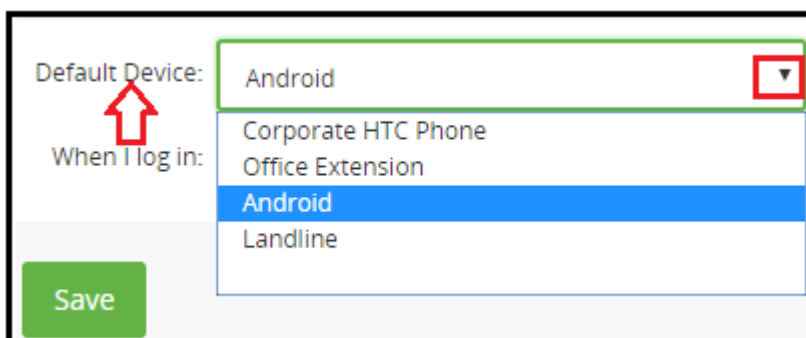 Default Device:
Android
Corporate HTC Phone
When I log in:
Office Extension
Android
Landline
Save